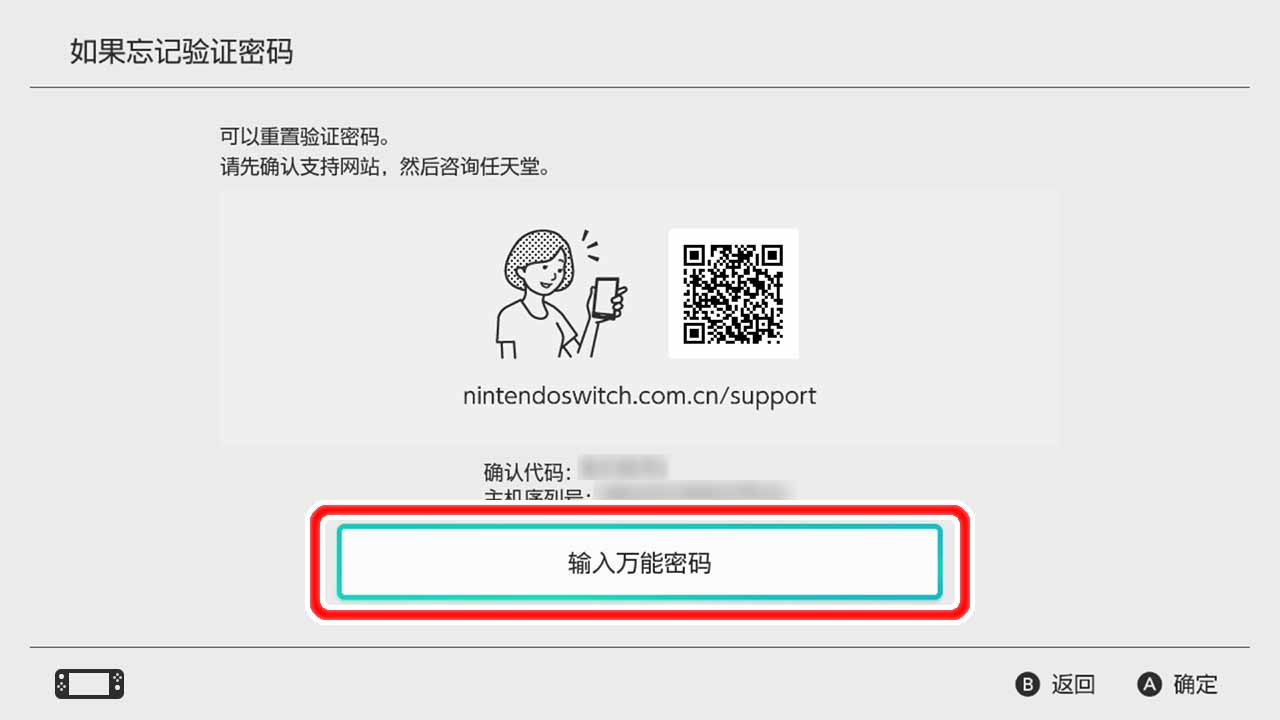 如果忘记验证密码
可以重置验证密码。
请先确认支持网站，然后咨询任天堂。
nintendoswitch.com.cn/support
确认代码：
主机序列号：
输入万能密码
B 返回 A 确定